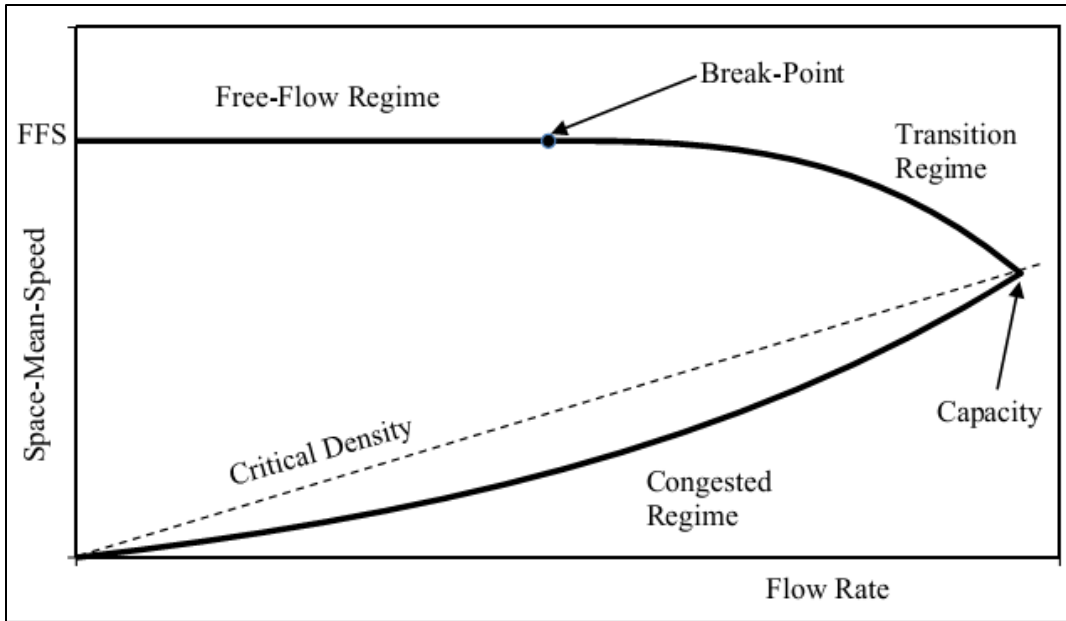 Break-Point
Free-Flow Regime
FFS
Transition
Regime
Space-Mean-Speed
Critical Density
Capacity
Congested
Regime
Flow Rate